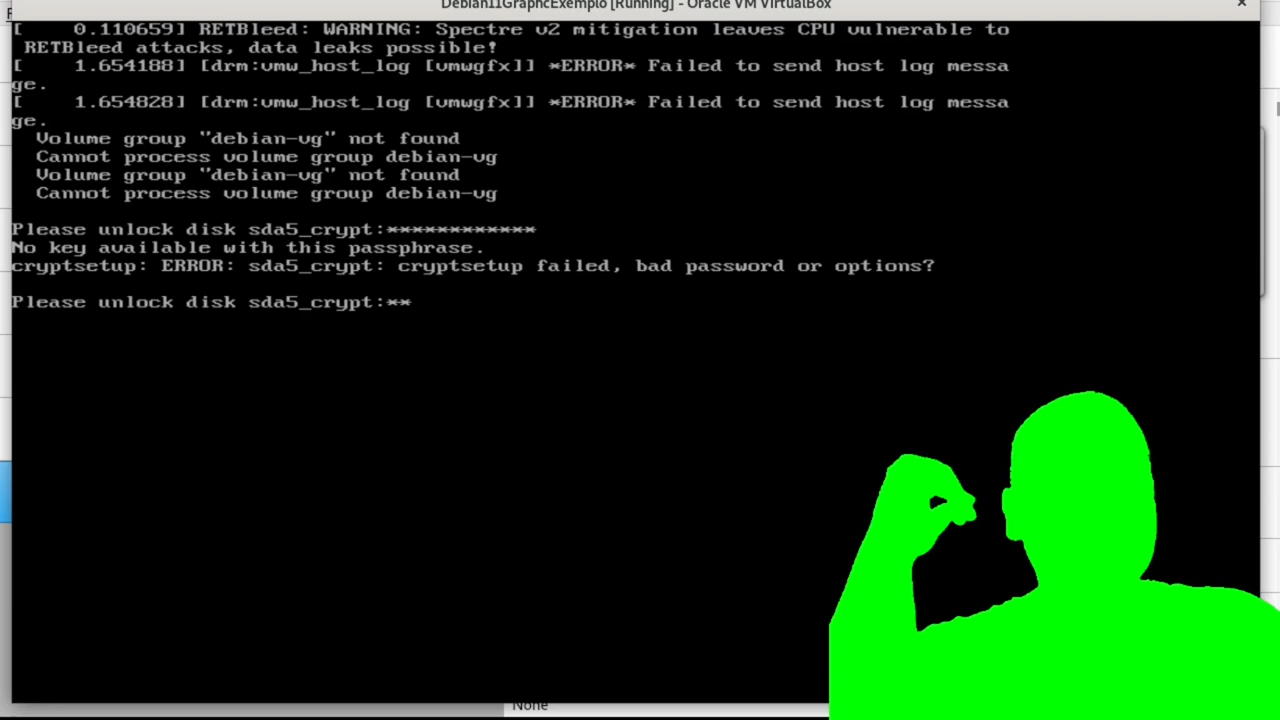 Debian11GraphcExemplo [Running] - Oracle VM VirtualBox
[    0.110659] RETBleed: WARNING: Spectre v2 mitigation leaves CPU vulnerable to
 RETBleed attacks, data leaks possible!
[    1.654188] [drm:vmw_host_log [vmwgfx]] *ERROR* Failed to send host log messa
ge.
[    1.654828] [drm:vmw_host_log [vmwgfx]] *ERROR* Failed to send host log messa
ge.
  Volume group "debian-vg" not found
  Cannot process volume group debian-vg
  Volume group "debian-vg" not found
  Cannot process volume group debian-vg
Please unlock disk sda5_crypt:************
No key available with this passphrase.
cryptsetup: ERROR: sda5_crypt: cryptsetup failed, bad password or options?
Please unlock disk sda5_crypt:**
None